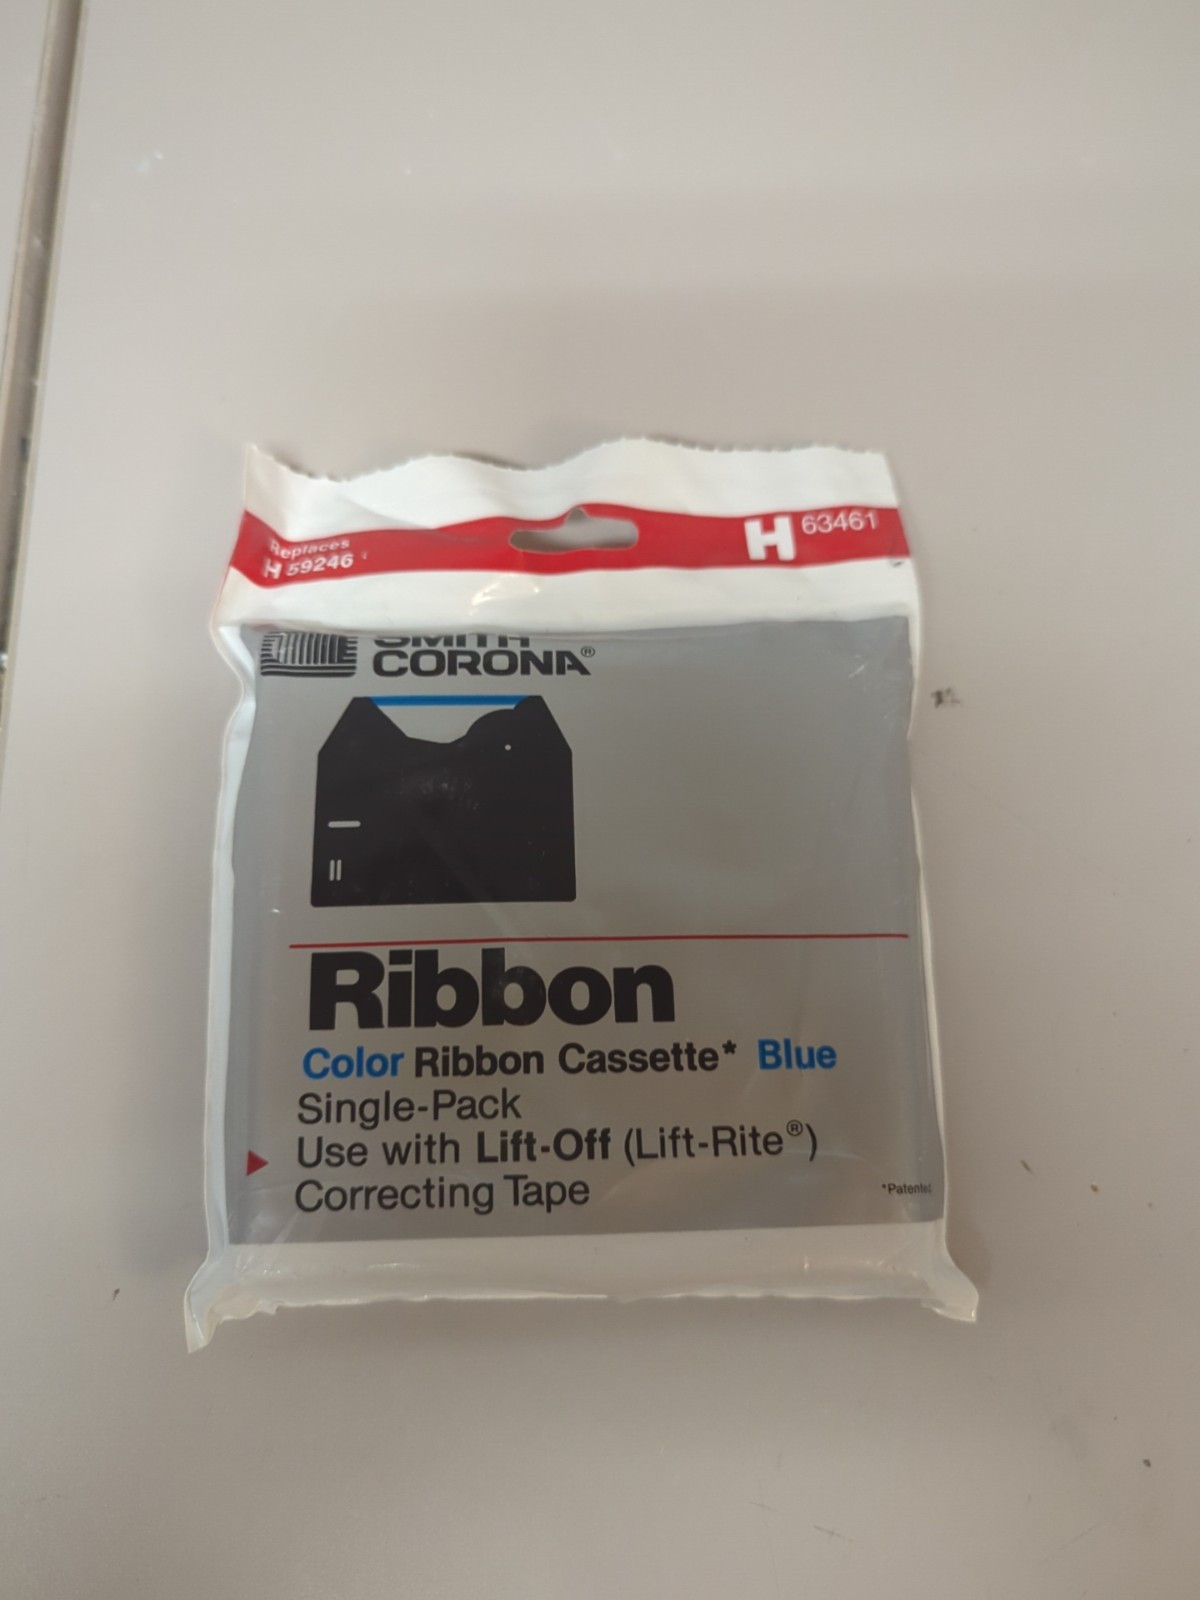 Replaces
H 59246
H 63461
SMITH
CORONA®
Ribbon
Color Ribbon Cassette* Blue
Single-Pack
Use with Lift-Off (Lift-Rite®)
Correcting Tape
*Patented